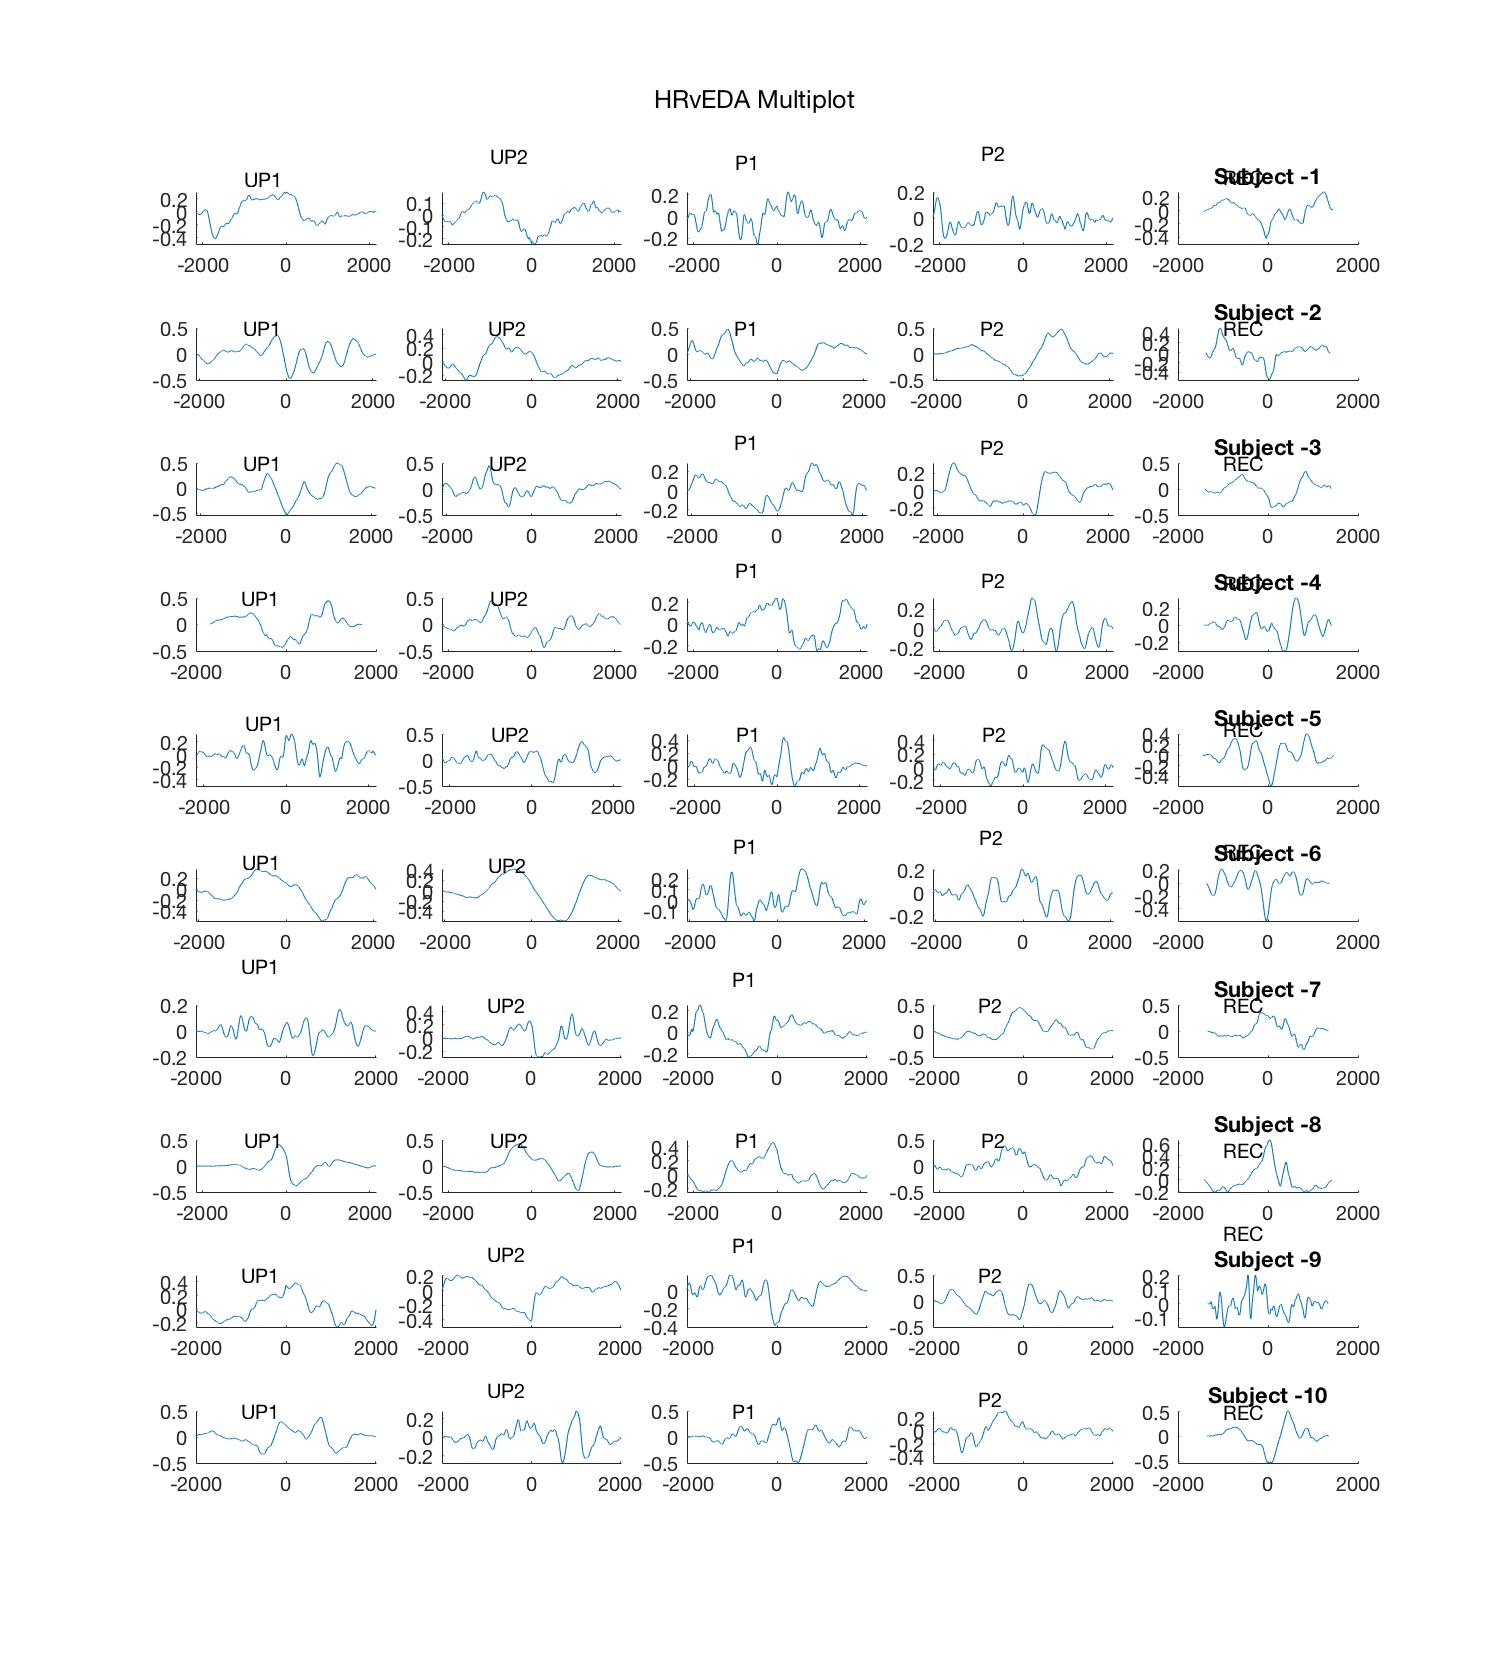 HRvEDA Multiplot
UP1 UP2 P1 P2 Subject -1
REC
0.2 0 -0.2 -0.4 0.1 0 -0.1 -0.2 0.2 0 -0.2 0.2 0 -0.2 0.2 0 -0.2 -0.4
-2000 0 2000 -2000 0 2000 -2000 0 2000 -2000 0 2000 -2000 0 2000
Subject -2
UP1 UP2 P1 P2 REC
0.5 0 -0.5 0.4 0.2 0 -0.2 0.5 0 -0.5 0.5 0 -0.5 0.4 0.2 0 -0.2 -0.4
-2000 0 2000 -2000 0 2000 -2000 0 2000 -2000 0 2000 -2000 0 2000
Subject -3
UP1 UP2 P1 P2 REC
0.5 0 -0.5 0.5 0 -0.5 0.2 0 -0.2 0.2 0 -0.2 0.5 0 -0.5
-2000 0 2000 -2000 0 2000 -2000 0 2000 -2000 0 2000 -2000 0 2000
Subject -4
UP1 UP2 P1 P2 REC
0.5 0 -0.5 0.5 0 -0.5 0.2 0 -0.2 0.2 0 -0.2 0.2 0 -0.2
-2000 0 2000 -2000 0 2000 -2000 0 2000 -2000 0 2000 -2000 0 2000
Subject -5
UP1 UP2 P1 P2 REC
0.2 0 -0.2 -0.4 0.5 0 -0.5 0.4 0.2 0 -0.2 0.4 0.2 0 -0.2 0.4 0.2 0 -0.2 -0.4
-2000 0 2000 -2000 0 2000 -2000 0 2000 -2000 0 2000 -2000 0 2000
Subject -6
UP1 UP2 P1 P2 REC
0.2 0 -0.2 -0.4 0.4 0.2 0 -0.2 -0.4 0.2 0.1 0 -0.1 0.2 0 -0.2 0.2 0 -0.2 -0.4
-2000 0 2000 -2000 0 2000 -2000 0 2000 -2000 0 2000 -2000 0 2000
Subject -7
UP1 UP2 P1 P2 REC
0.2 0 -0.2 0.4 0.2 0 -0.2 0.2 0 -0.2 0.5 0 -0.5 0.5 0 -0.5
-2000 0 2000 -2000 0 2000 -2000 0 2000 -2000 0 2000 -2000 0 2000
Subject -8
UP1 UP2 P1 P2 REC
0.5 0 -0.5 0.5 0 -0.5 0.4 0.2 0 -0.2 0.5 0 -0.5 0.6 0.4 0.2 0 -0.2
-2000 0 2000 -2000 0 2000 -2000 0 2000 -2000 0 2000 -2000 0 2000
UP1 UP2 P1 P2 REC
Subject -9
0.4 0.2 0 -0.2 0.2 0 -0.2 -0.4 0 -0.2 -0.4 0.5 0 -0.5 0.2 0.1 0 -0.1
-2000 0 2000 -2000 0 2000 -2000 0 2000 -2000 0 2000 -2000 0 2000
Subject -10
UP1 UP2 P1 P2 REC
0.5 0 -0.5 0.2 0 -0.2 0.5 0 -0.5 0.2 0 -0.2 -0.4 0.5 0 -0.5
-2000 0 2000 -2000 0 2000 -2000 0 2000 -2000 0 2000 -2000 0 2000